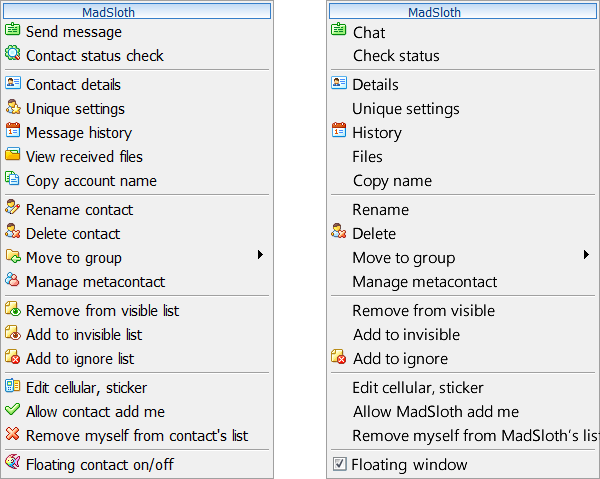 MadSloth
Send message
Contact status check
Contact details
Unique settings
Message history
View received files
Copy account name
Rename contact
Delete contact
Move to group
Manage metacontact
Remove from visible list
Add to invisible list
Add to ignore list
Edit cellular, sticker
Allow contact add me
Remove myself from contact's list
Floating contact on/off
MadSloth
Chat
Check status
Details
Unique settings
History
Files
Copy name
Rename
Delete
Move to group
Manage metacontact
Remove from visible
Add to invisible
Add to ignore
Edit cellular, sticker
Allow MadSloth add me
Remove myself from MadSloth's list
Floating window